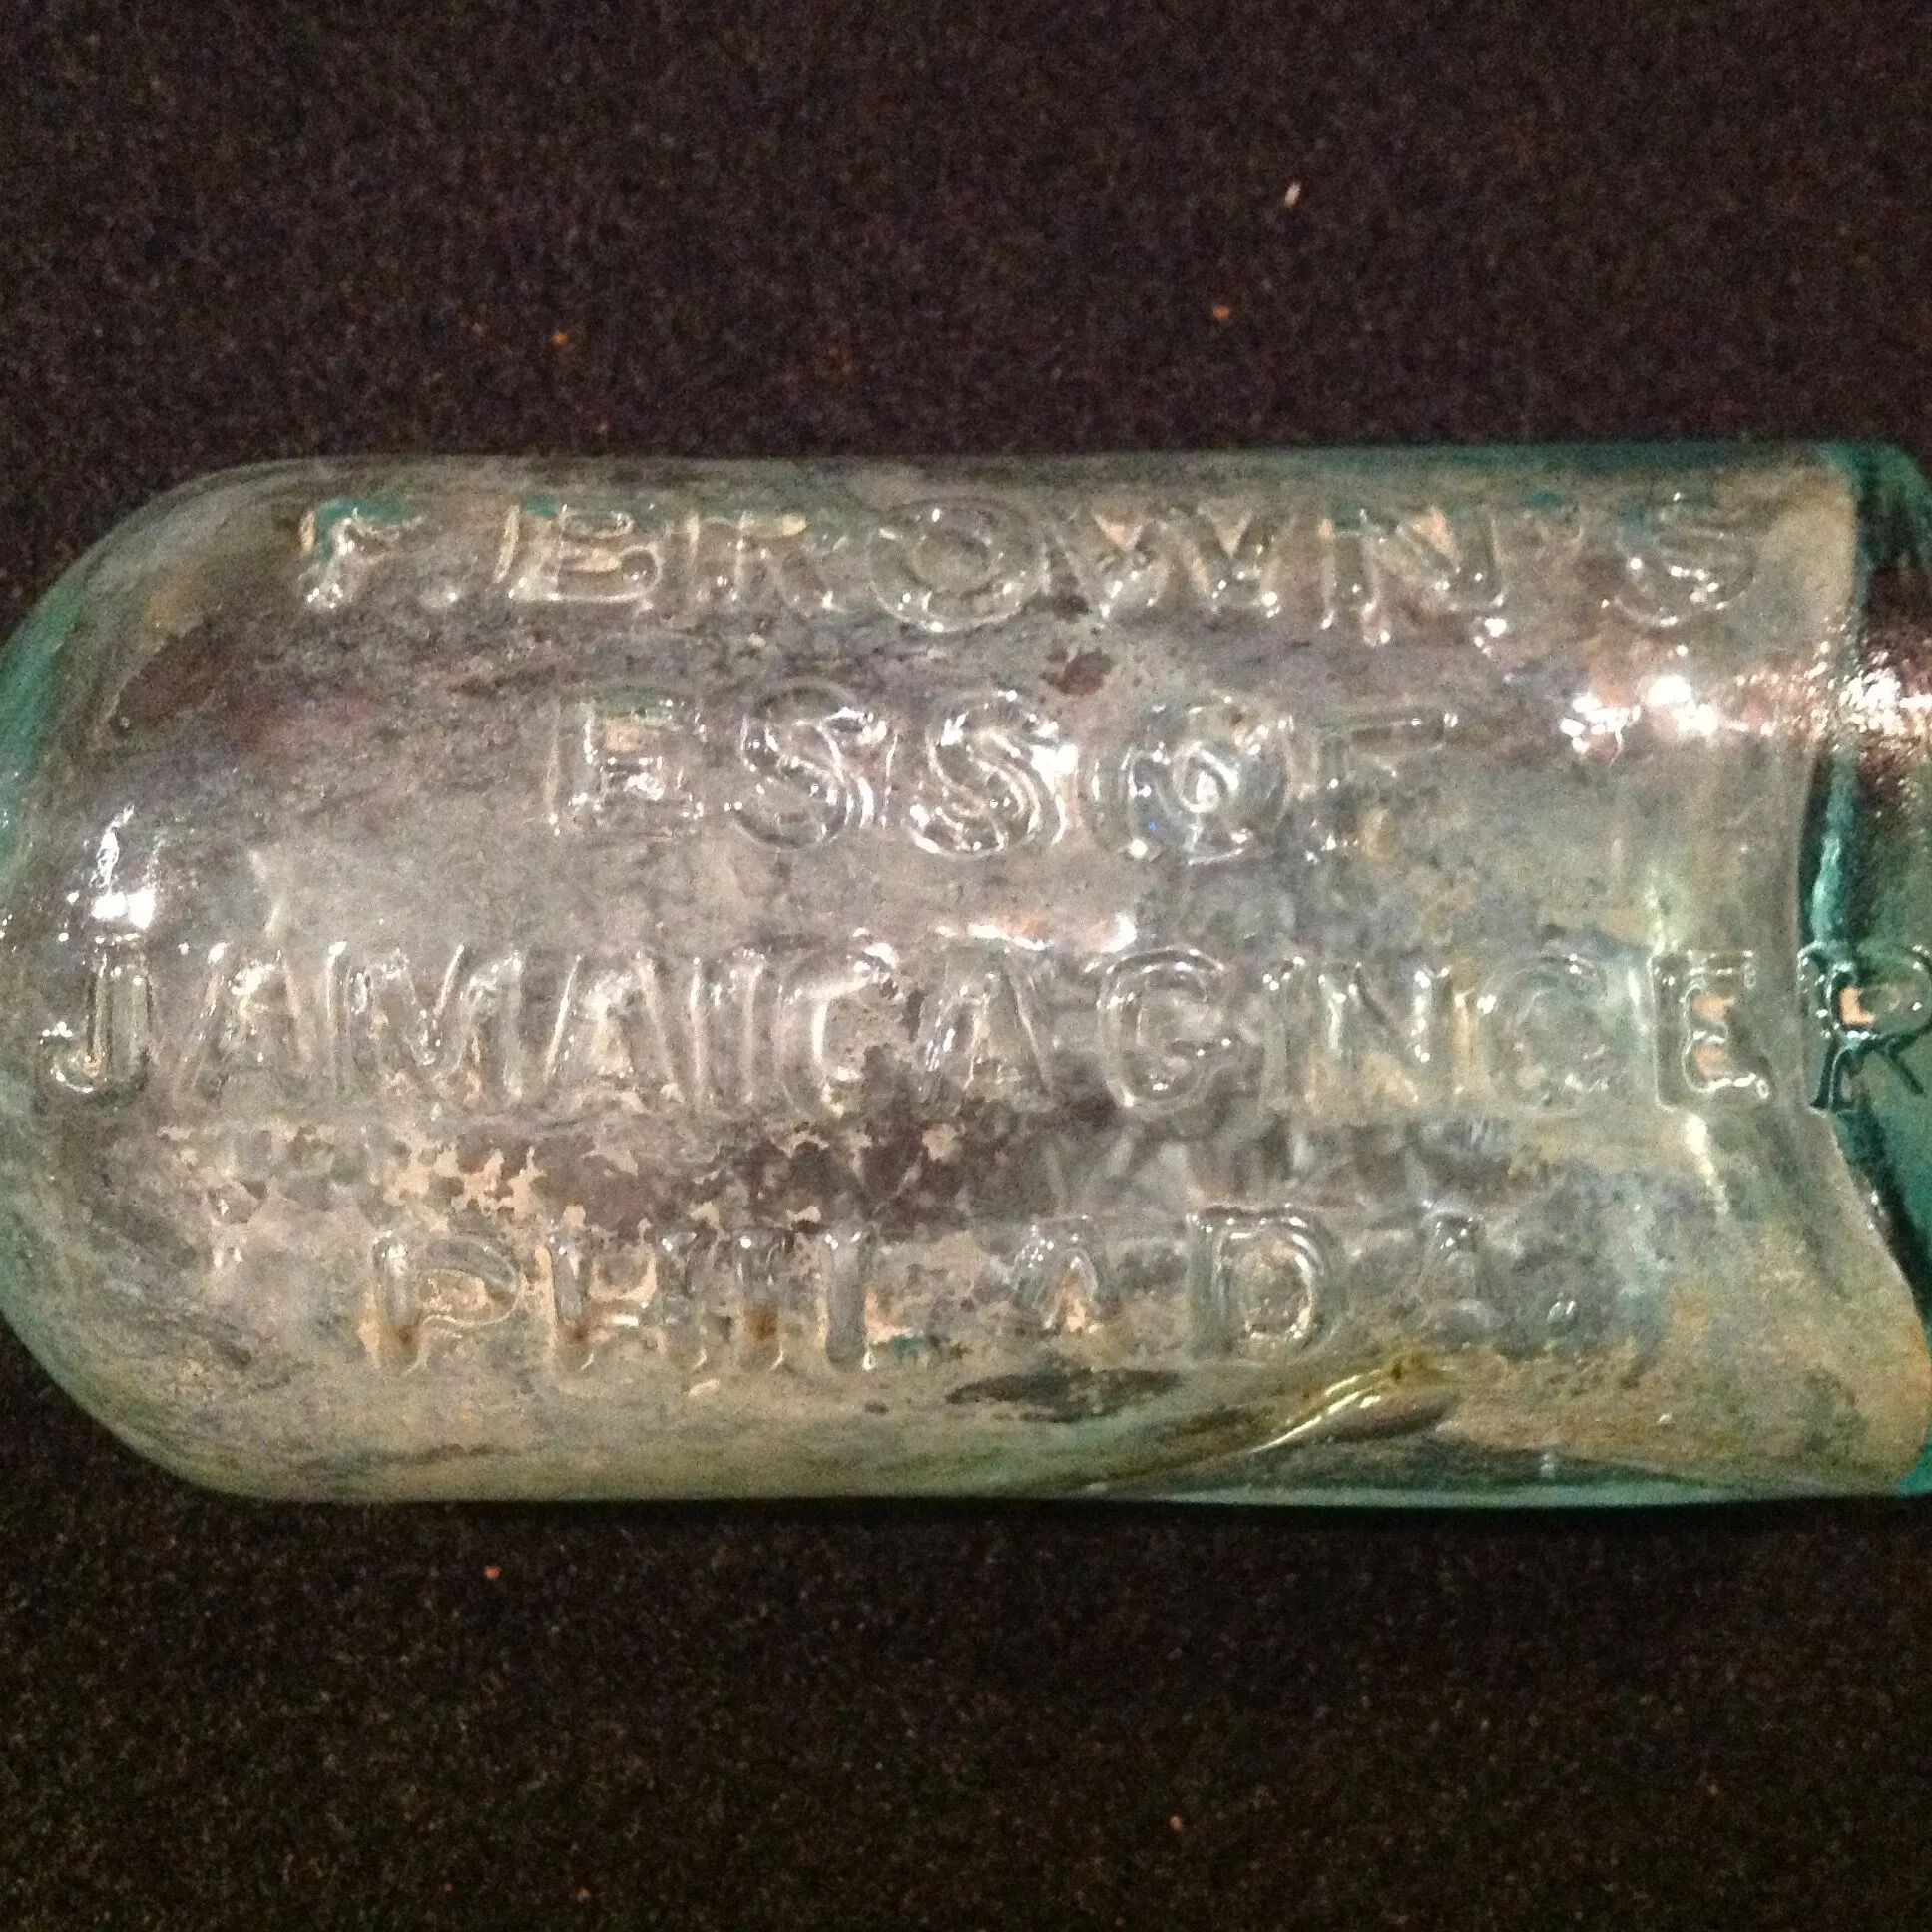 F. BROWN'S
ESS OF
JAMAICA GINGER
PHILADA.